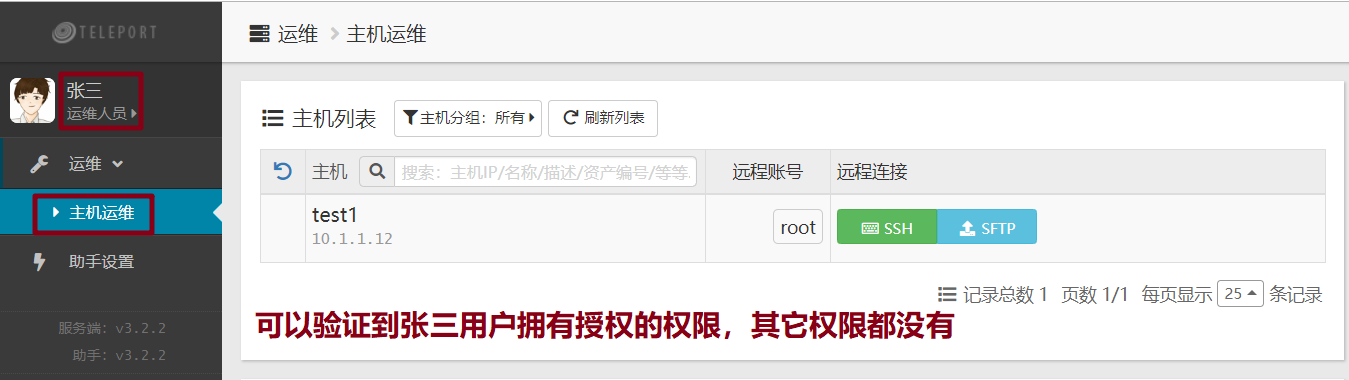 TELEPORT
运维 主机运维
张三
运维人员
运维
主机运维
助手设置
服务端：v3.2.2
助手：v3.2.2
主机列表 主机分组：所有 刷新列表
主机 搜索：主机IP/名称/描述/资产编号/等等. 远程账号 远程连接
test1
10.1.1.12
root SSH SFTP
记录总数 1 页数 1/1 每页显示 25 条记录
可以验证到张三用户拥有授权的权限，其它权限都没有